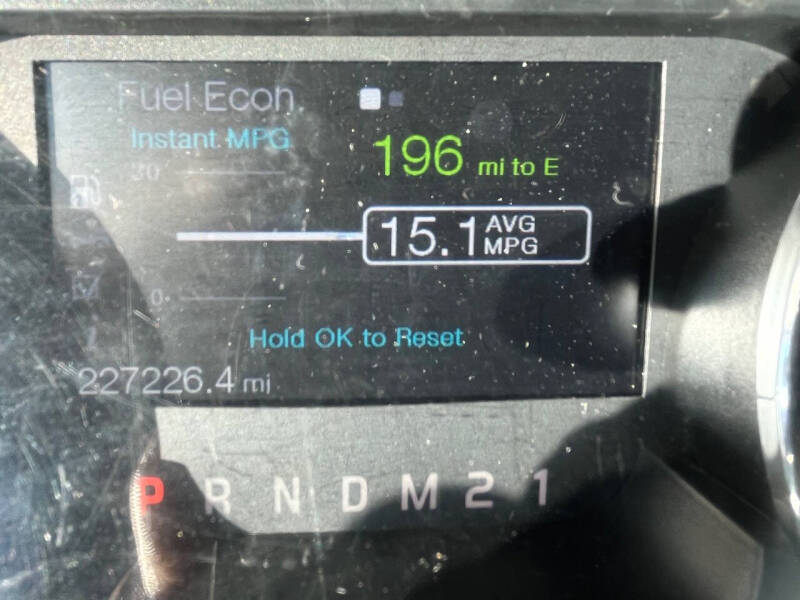 Fuel Econ.
Instant MPG
196 mi to E
30
15.1 AVG MPG
0
Hold OK to Reset
227226.4 mi
P R N D M 2 1